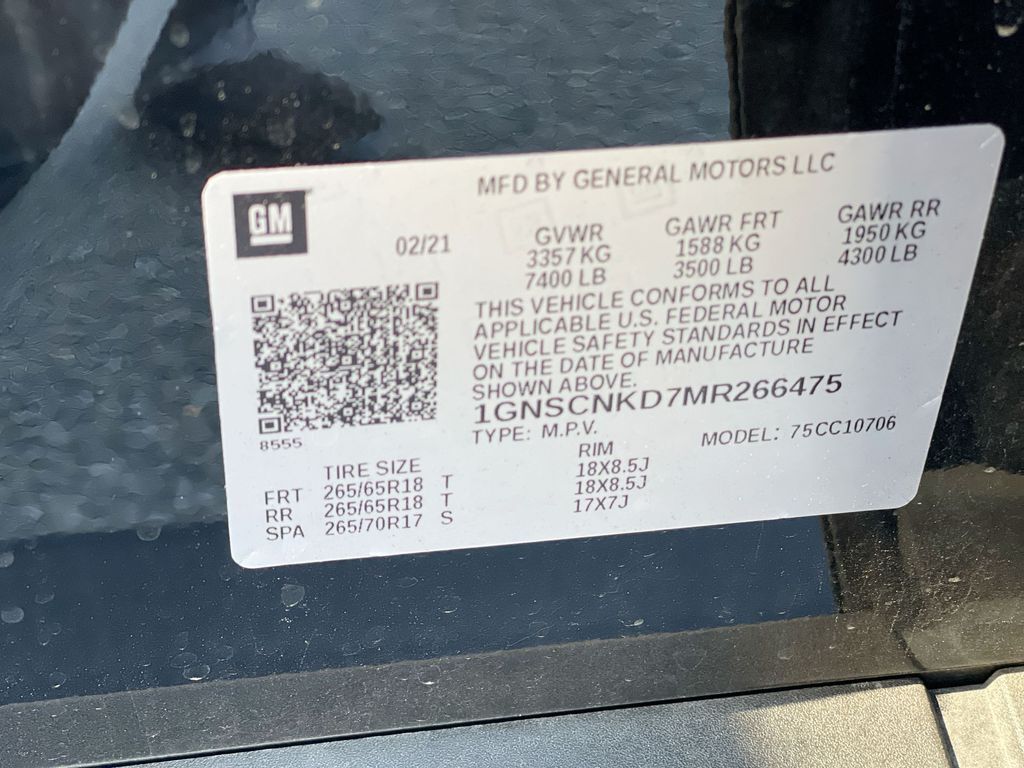 MFD BY GENERAL MOTORS LLC
GM
02/21
GVWR
3357 KG
7400 LB
GAWR FRT
1588 KG
3500 LB
GAWR RR
1950 KG
4300 LB
THIS VEHICLE CONFORMS TO ALL
APPLICABLE U.S. FEDERAL MOTOR
VEHICLE SAFETY STANDARDS IN EFFECT
ON THE DATE OF MANUFACTURE
SHOWN ABOVE.
1GNSCNKD7MR266475
TYPE: M.P.V.
MODEL: 75CC10706
8555
TIRE SIZE
RIM
FRT 265/65R18 T 18X8.5J
RR 265/65R18 T 18X8.5J
SPA 265/70R17 S 17X7J